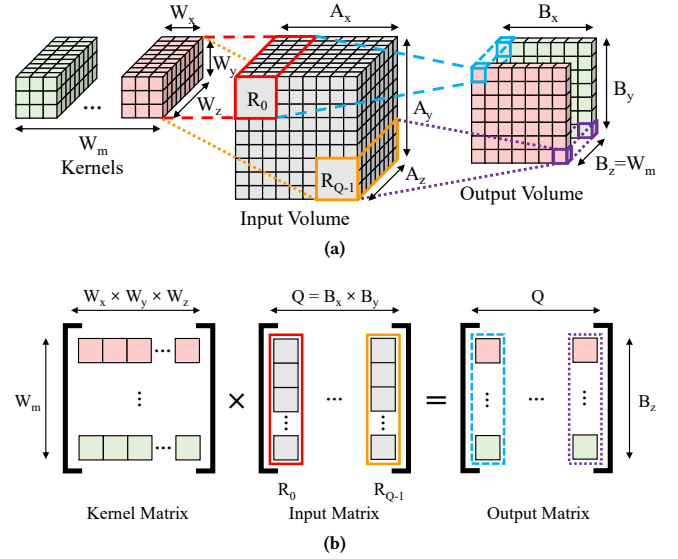 W_x
A_x
B_x
W_y
W_z
R_0
A_y
B_y
...
W_m
Kernels
R_{Q-1}
A_z
B_z=W_m
Input Volume
Output Volume
(a)
W_x × W_y × W_z
Q = B_x × B_y
Q
W_m
...
...
...
×
...
...
...
=
...
...
...
B_z
R_0
R_{Q-1}
Kernel Matrix
Input Matrix
Output Matrix
(b)